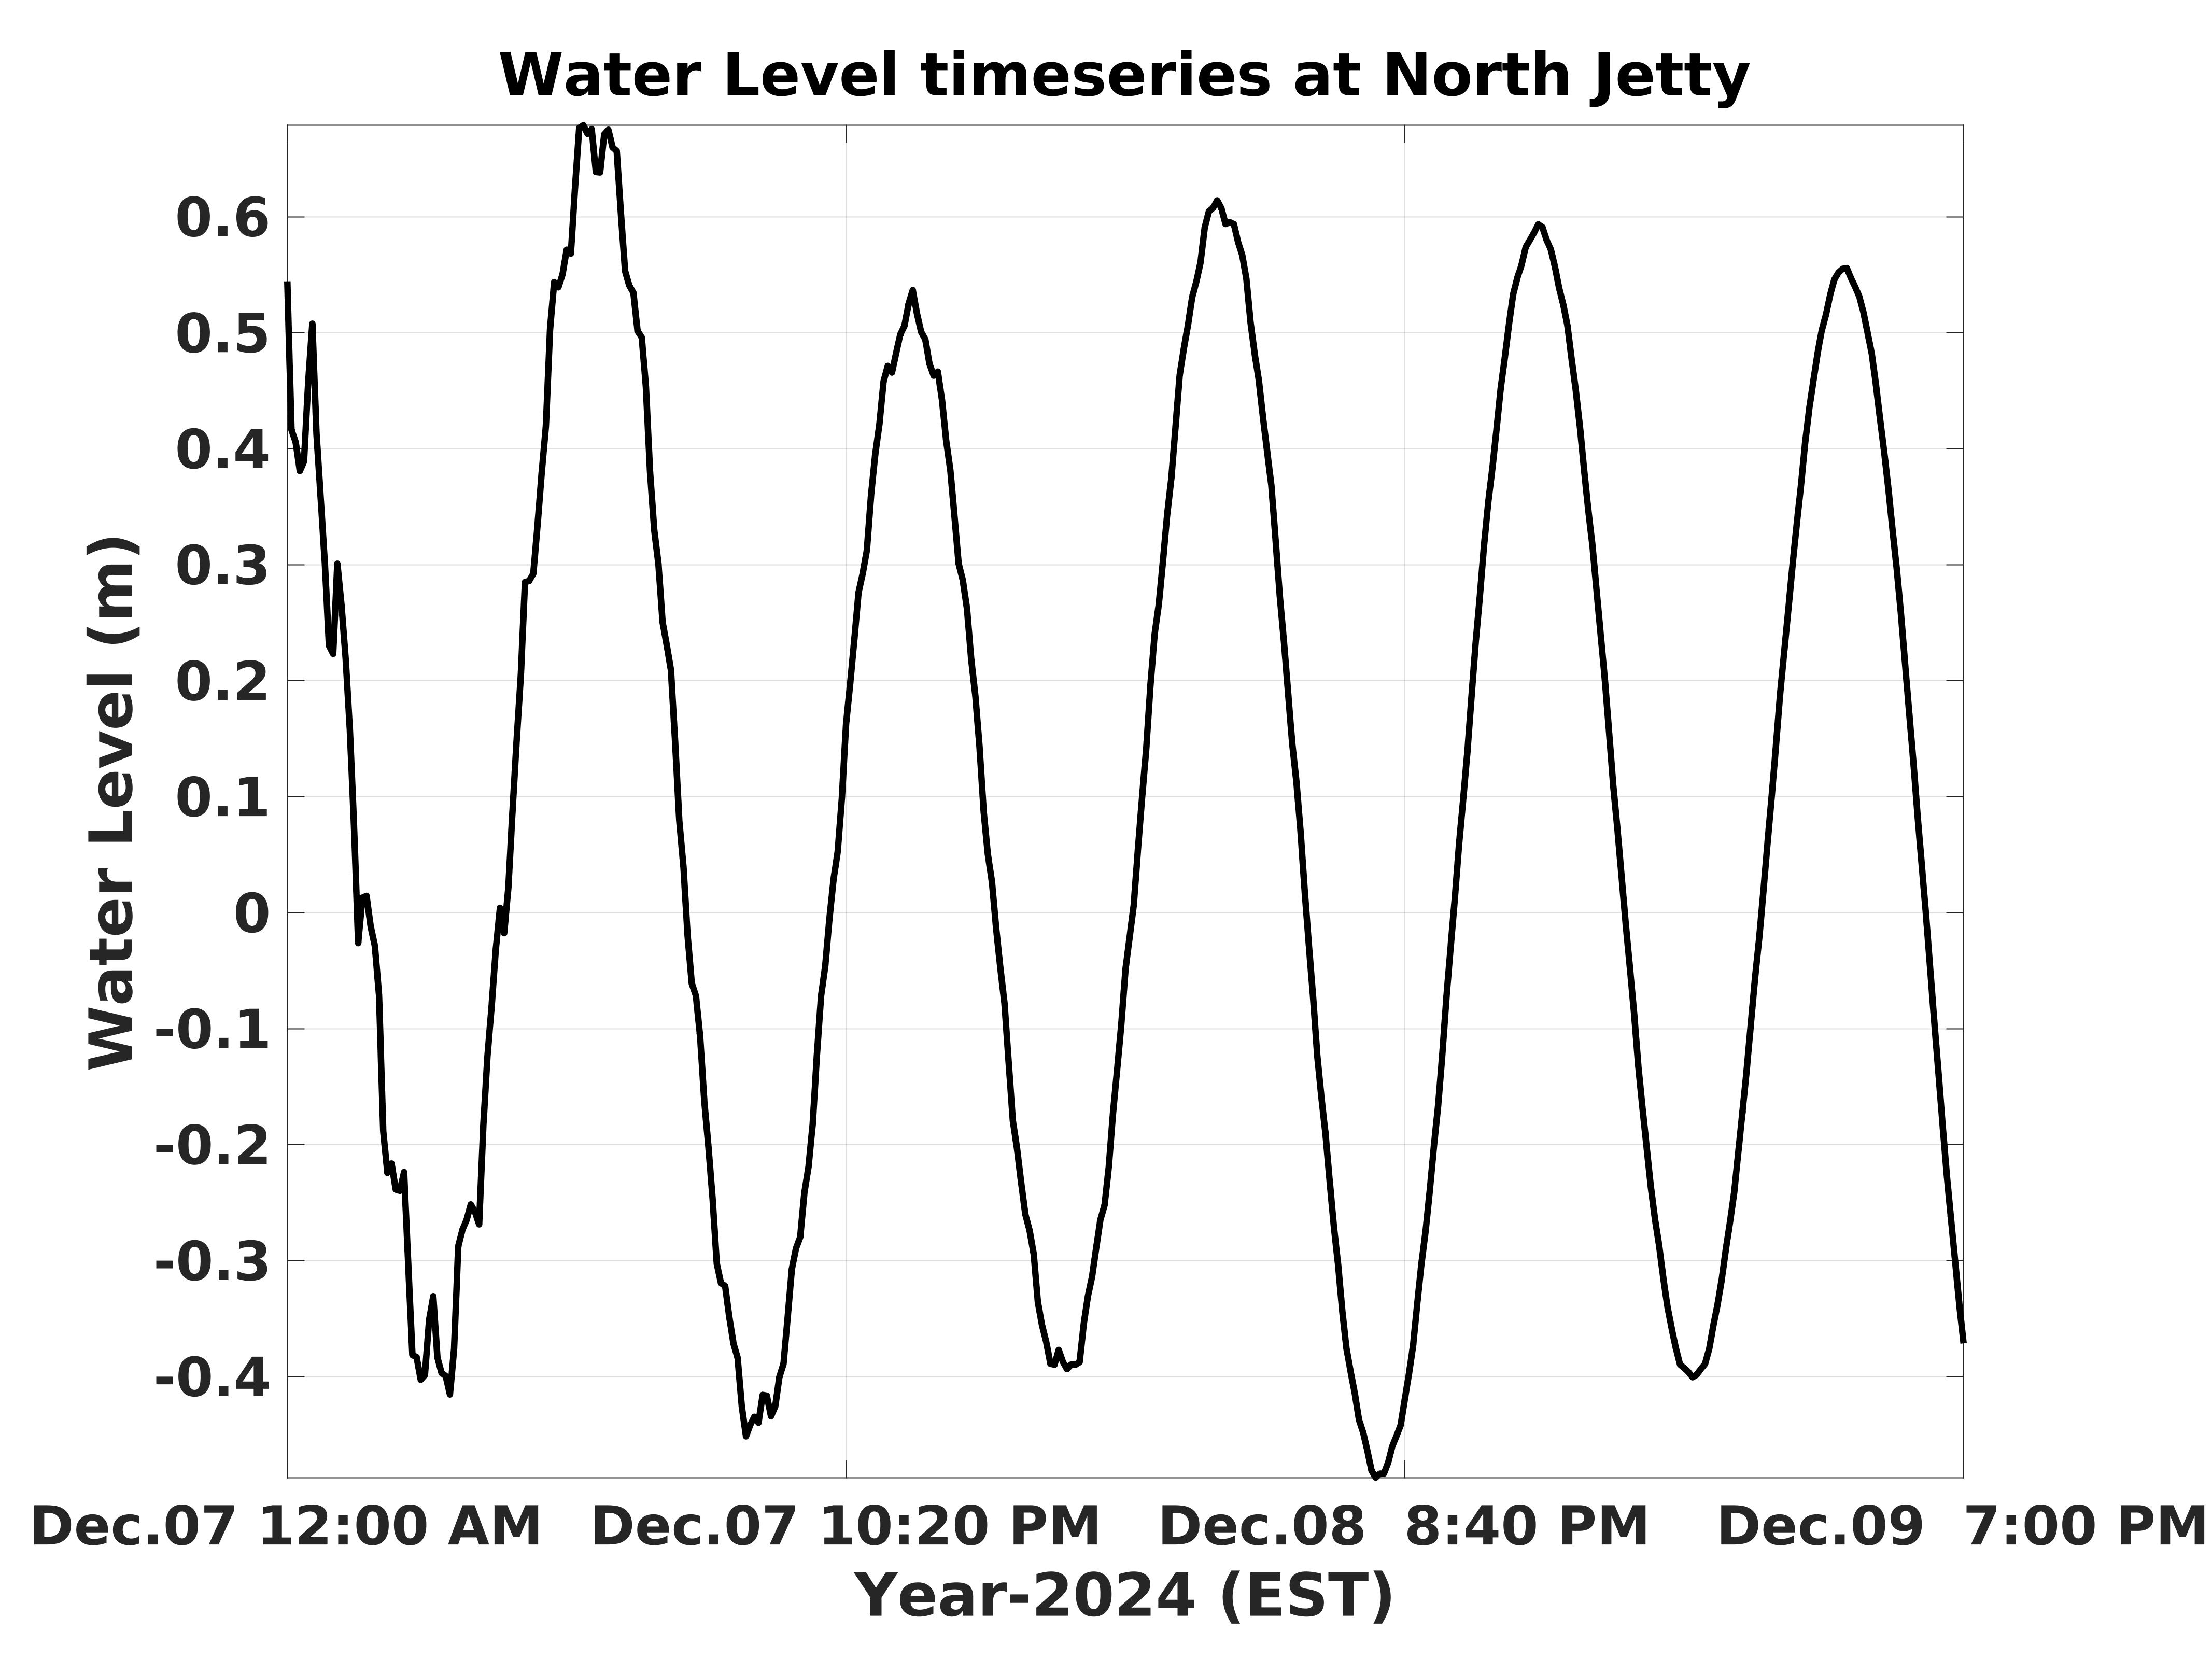 Water Level timeseries at North Jetty
Water Level (m)
0.6
0.5
0.4
0.3
0.2
0.1
0
-0.1
-0.2
-0.3
-0.4
Dec.07 12:00 AM Dec.07 10:20 PM Dec.08 8:40 PM Dec.09 7:00 PM
Year-2024 (EST)